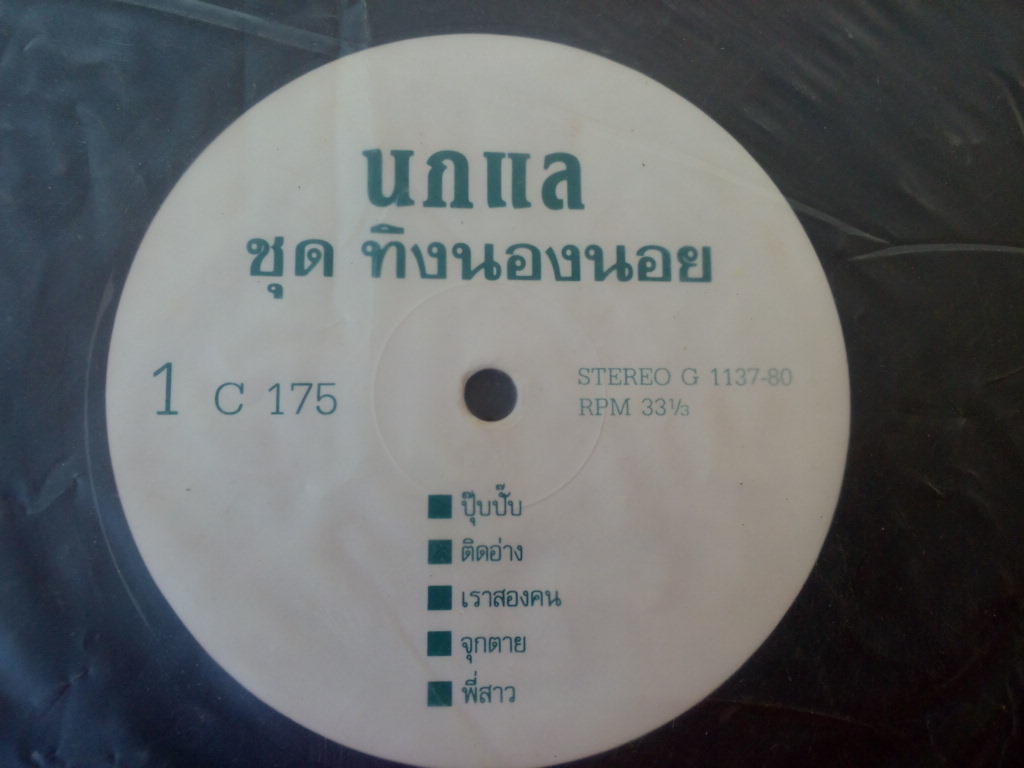 นกแล
ชุด ทิงนองนอย
1 C 175
STEREO G 1137-80
RPM 33⅓
ปุ๊บปั๊บ
ติดอ่าง
เราสองคน
จุกตาย
พี่สาว